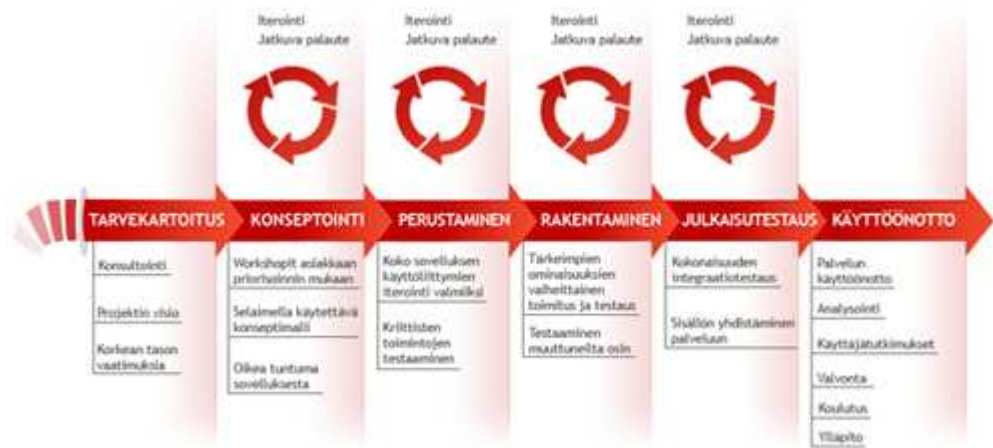 Iterointi
Jatkuva palaute
Iterointi
Jatkuva palaute
Iterointi
Jatkuva palaute
Iterointi
Jatkuva palaute
TARVEKARTOITUS
KONSEPTOINTI
PERUSTAMINEN
RAKENTAMINEN
JULKAISUTESTAUS
KÄYTTÖÖNOTTO
Konsultointi
Projektin visio
Korkean tason
vaatimuksia
Workshopit asiakkaan
priorisoinnin mukaan
Selaimella käytettävä
konseptimalli
Oikea tuntuma
sovelluksesta
Koko sovelluksen
käyttöliittymien
iterointi valmiiksi
Kriittisten
toimintojen
testaaminen
Tärkeimpien
ominaisuuksien
vaiheittainen
toimitus ja testaus
Testaaminen
muuttuneilta osin
Kokonaisuuden
integraatiotestaus
Sisällön yhdistäminen
palveluun
Palvelun
käyttöönotto
Analysointi
Käyttäjätutkimukset
Valvonta
Koulutus
Ylläpito